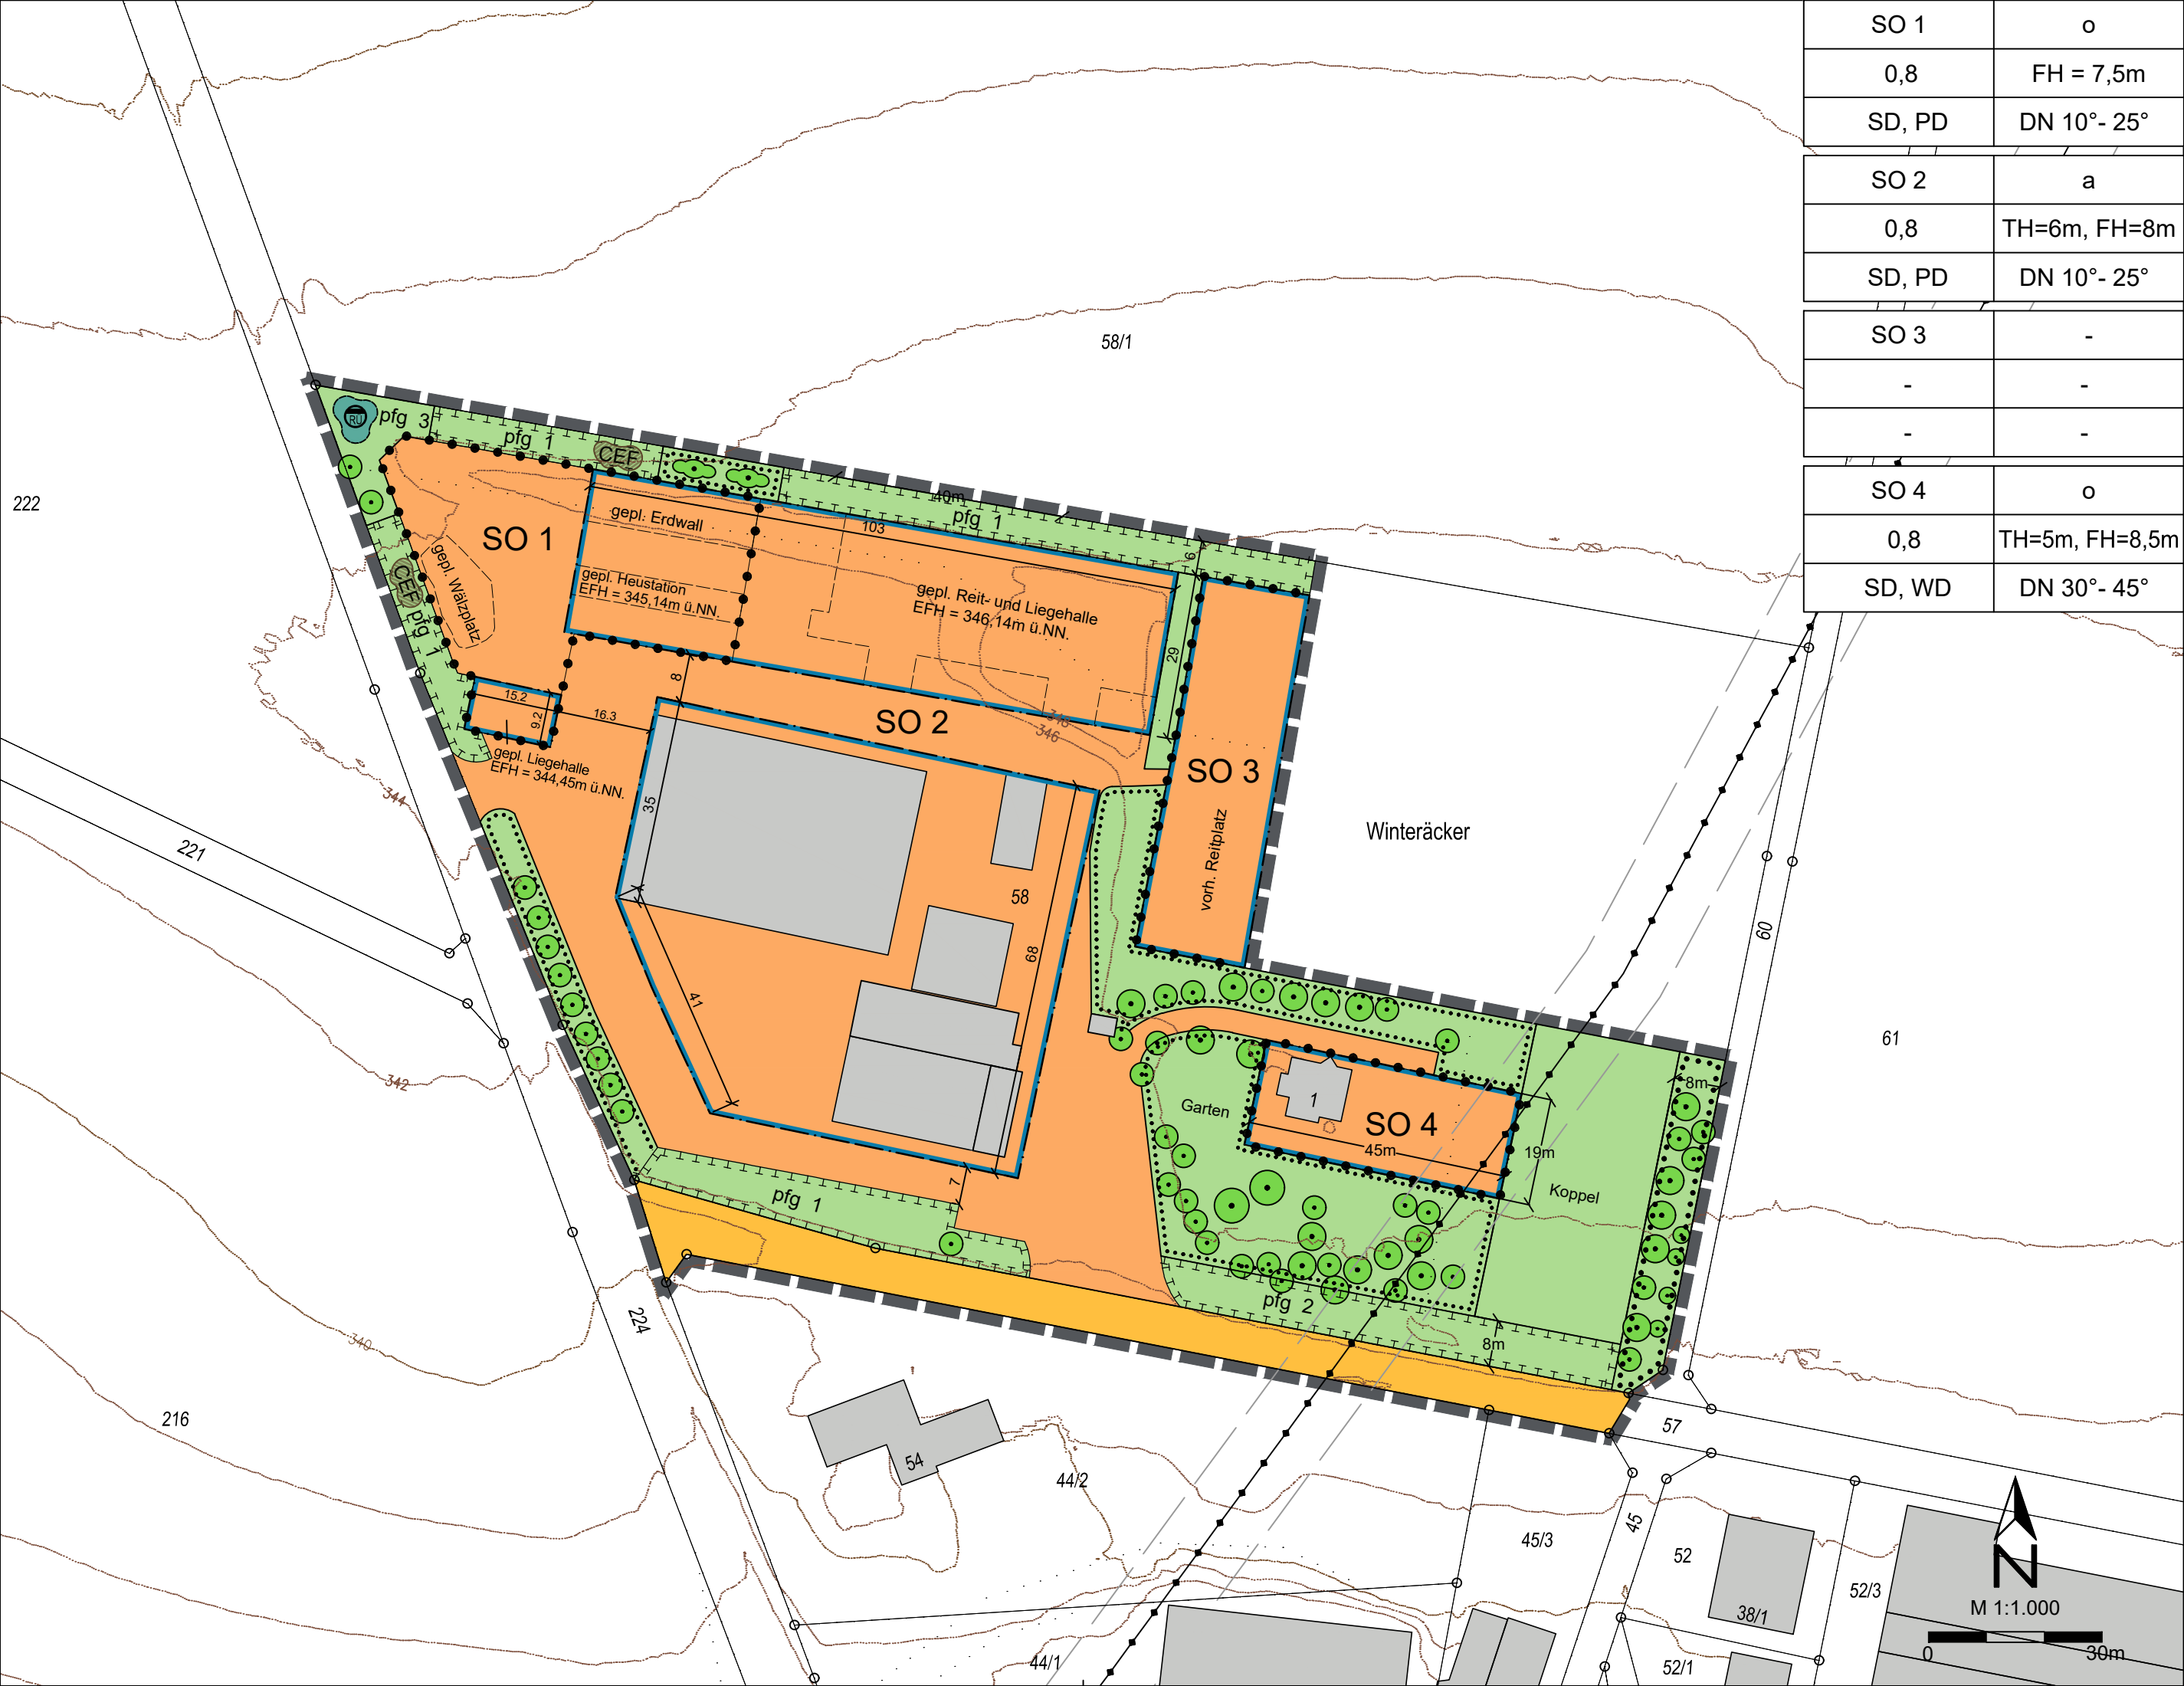 SO 1 o
0,8 FH = 7,5m
SD, PD DN 10°- 25°
SO 2 a
0,8 TH=6m, FH=8m
SD, PD DN 10°- 25°
SO 3 -
- -
- -
SO 4 o
0,8 TH=5m, FH=8,5m
SD, WD DN 30°- 45°
58/1
222
RÜ
pfg 3
pfg 1
CEF
40m
pfg 1
SO 1
gepl. Erdwall
103
6
gepl. Wälzplatz
CEF
pfg 1
gepl. Heustation
EFH = 345,14m ü.NN.
gepl. Reit- und Liegehalle
EFH = 346,14m ü.NN.
29
8
15.2
9.2
16.3
SO 2
346
346
gepl. Liegehalle
EFH = 344,45m ü.NN.
SO 3
vorh. Reitplatz
35
344
Winteräcker
221
58
68
60
41
61
342
8m
Garten
1
SO 4
45m
19m
Koppel
7
pfg 1
pfg 2
8m
224
340
216
54
57
44/2
45/3
45
52
52/3
38/1
44/1
52/1
N
M 1:1.000
0 30m